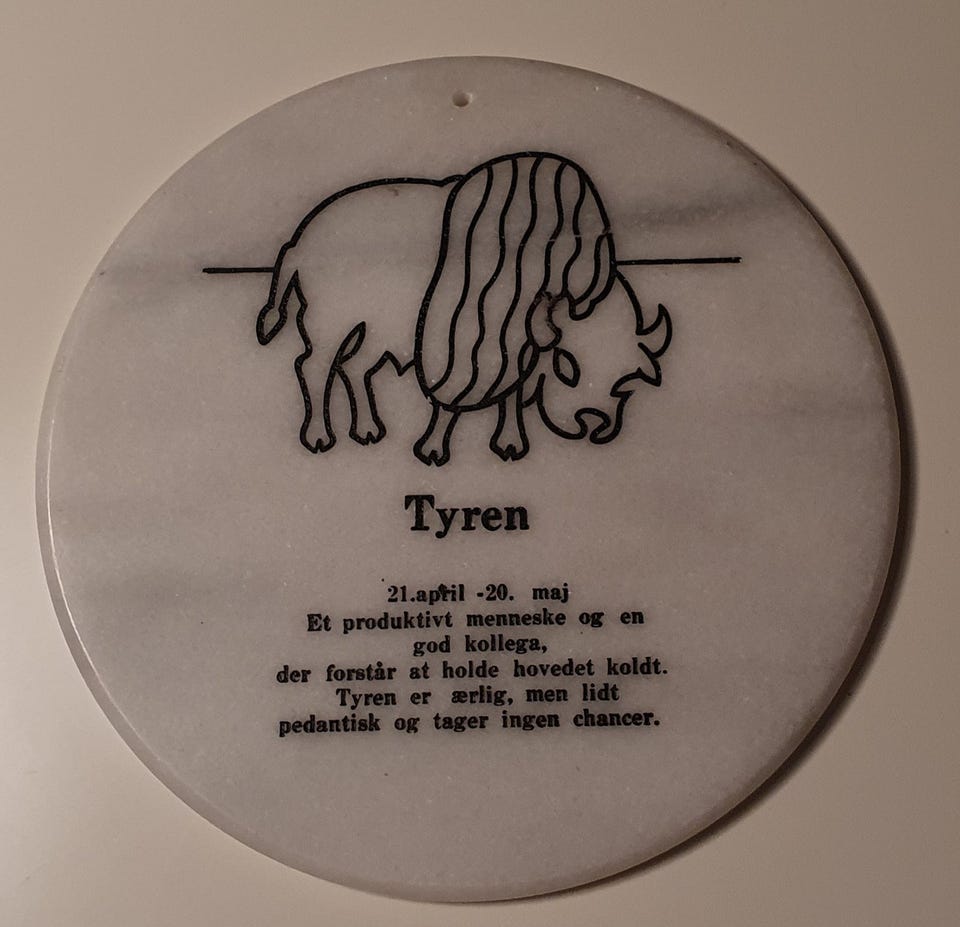 Tyren
21.april -20. maj
Et produktivt menneske og en
god kollega,
der forstår at holde hovedet koldt.
Tyren er ærlig, men lidt
pedantisk og tager ingen chancer.